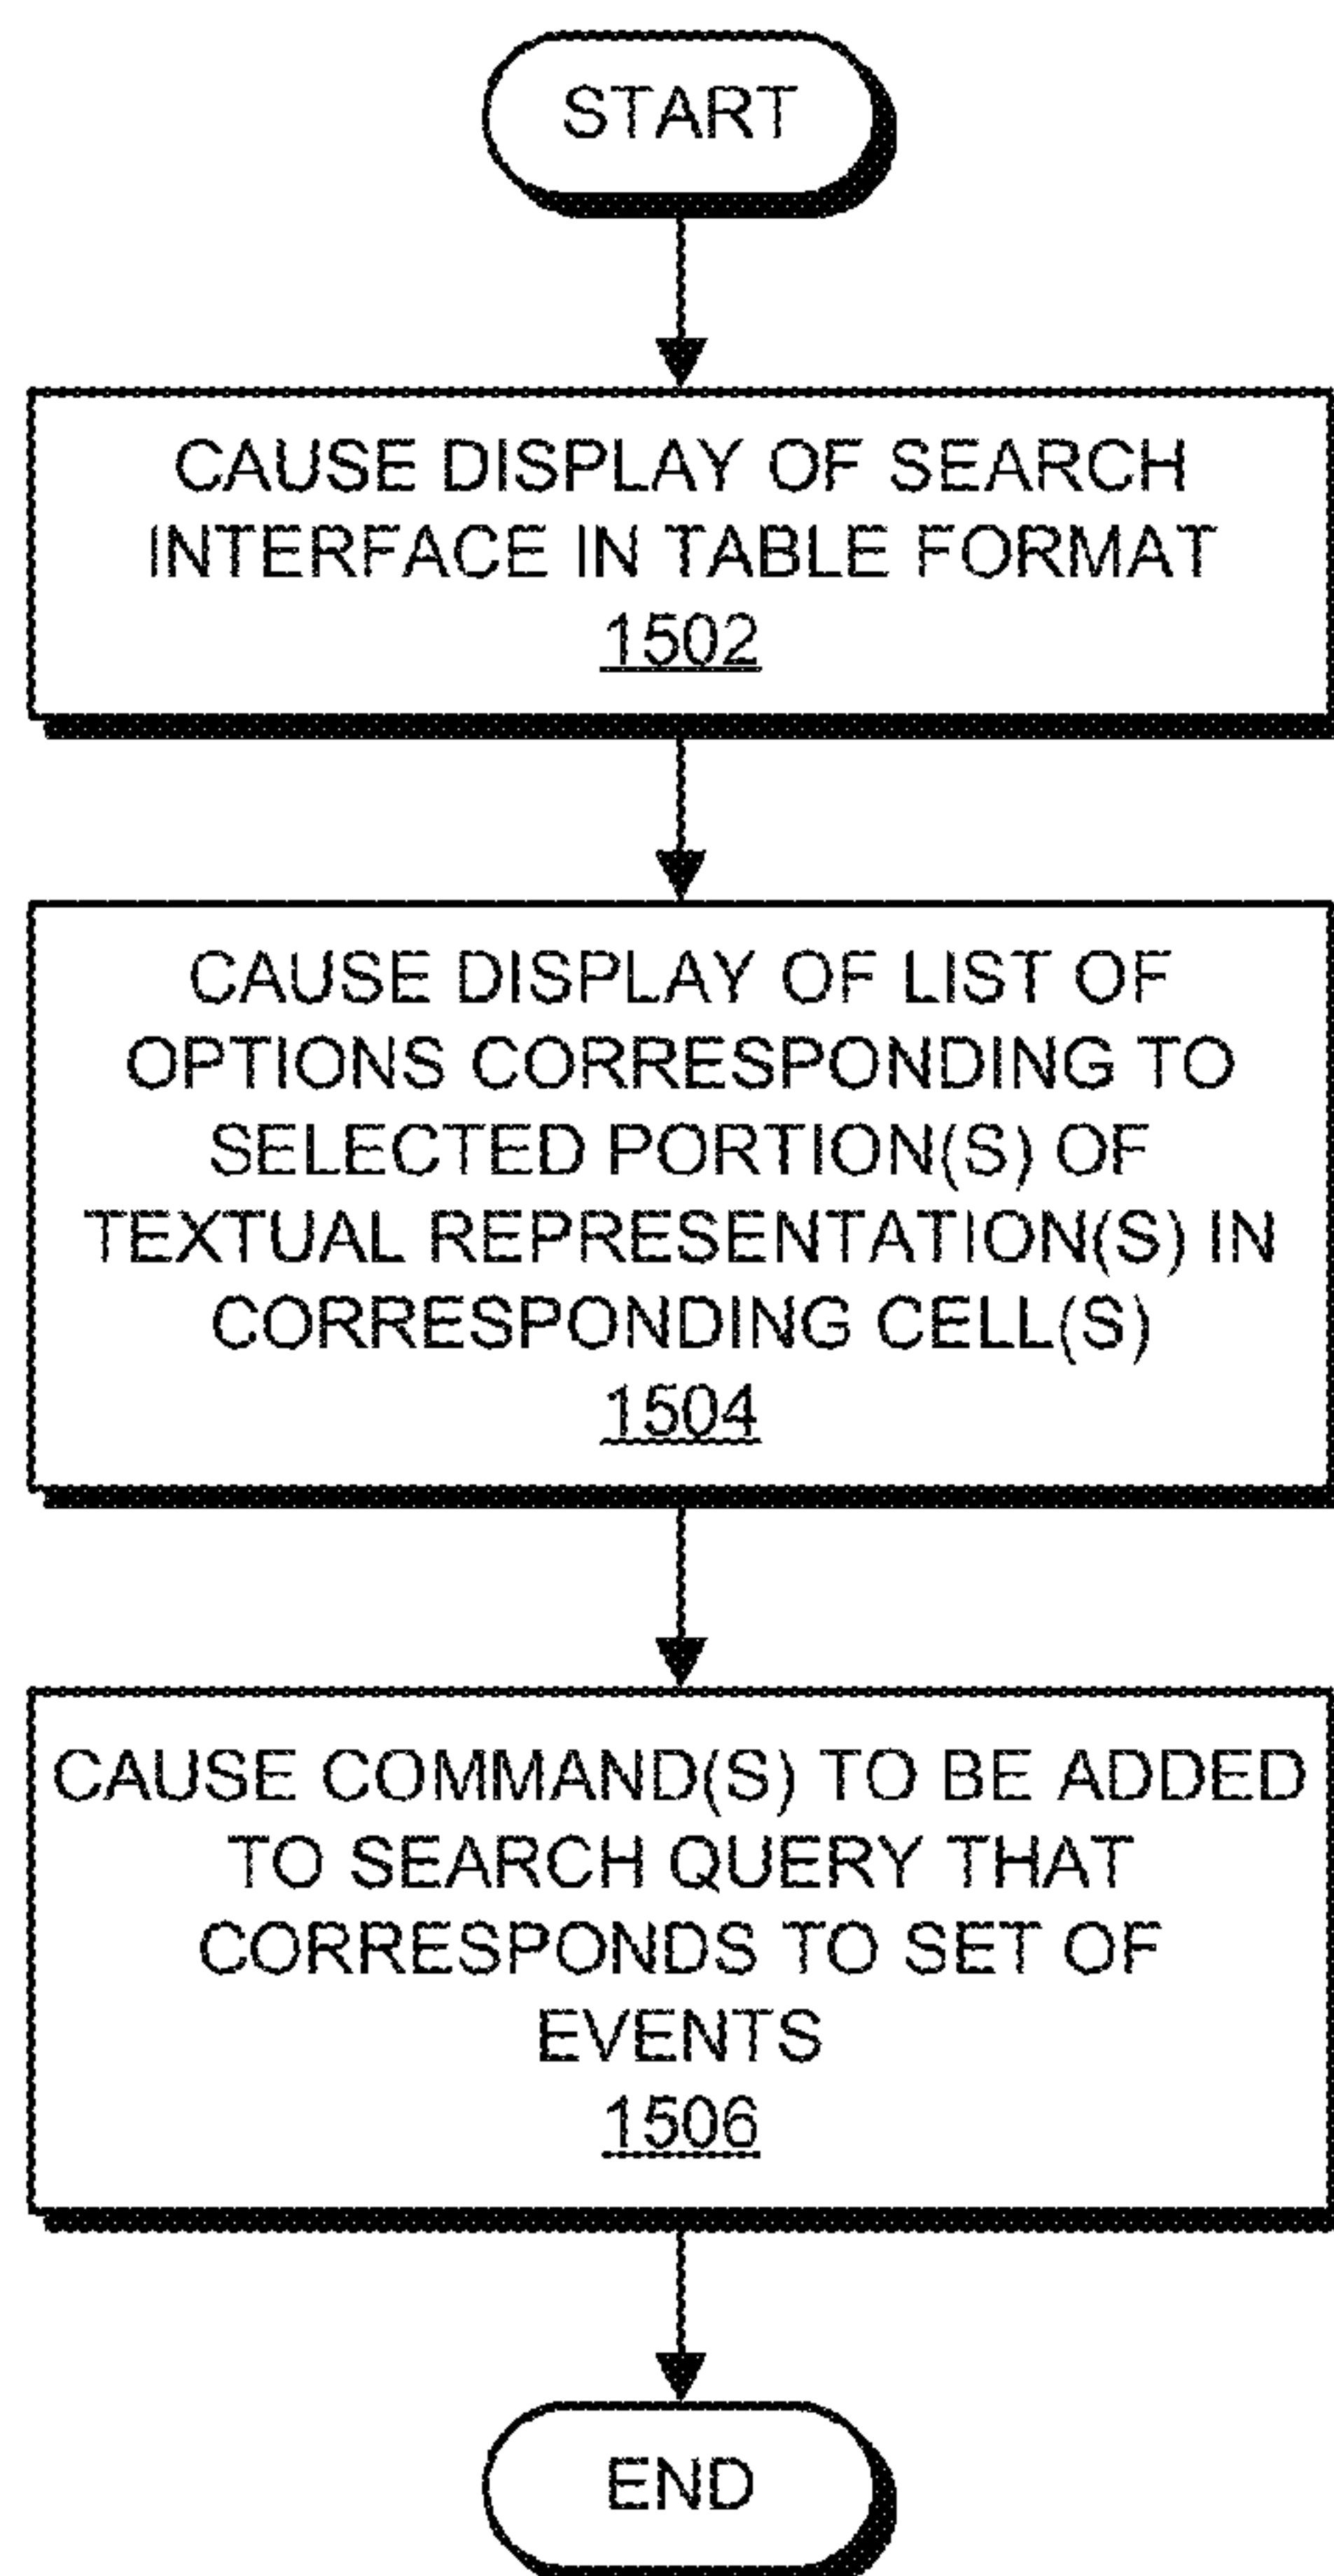 START
CAUSE DISPLAY OF SEARCH
INTERFACE IN TABLE FORMAT
1502
CAUSE DISPLAY OF LIST OF
OPTIONS CORRESPONDING TO
SELECTED PORTION(S) OF
TEXTUAL REPRESENTATION(S) IN
CORRESPONDING CELL(S)
1504
CAUSE COMMAND(S) TO BE ADDED
TO SEARCH QUERY THAT
CORRESPONDS TO SET OF
EVENTS
1506
END